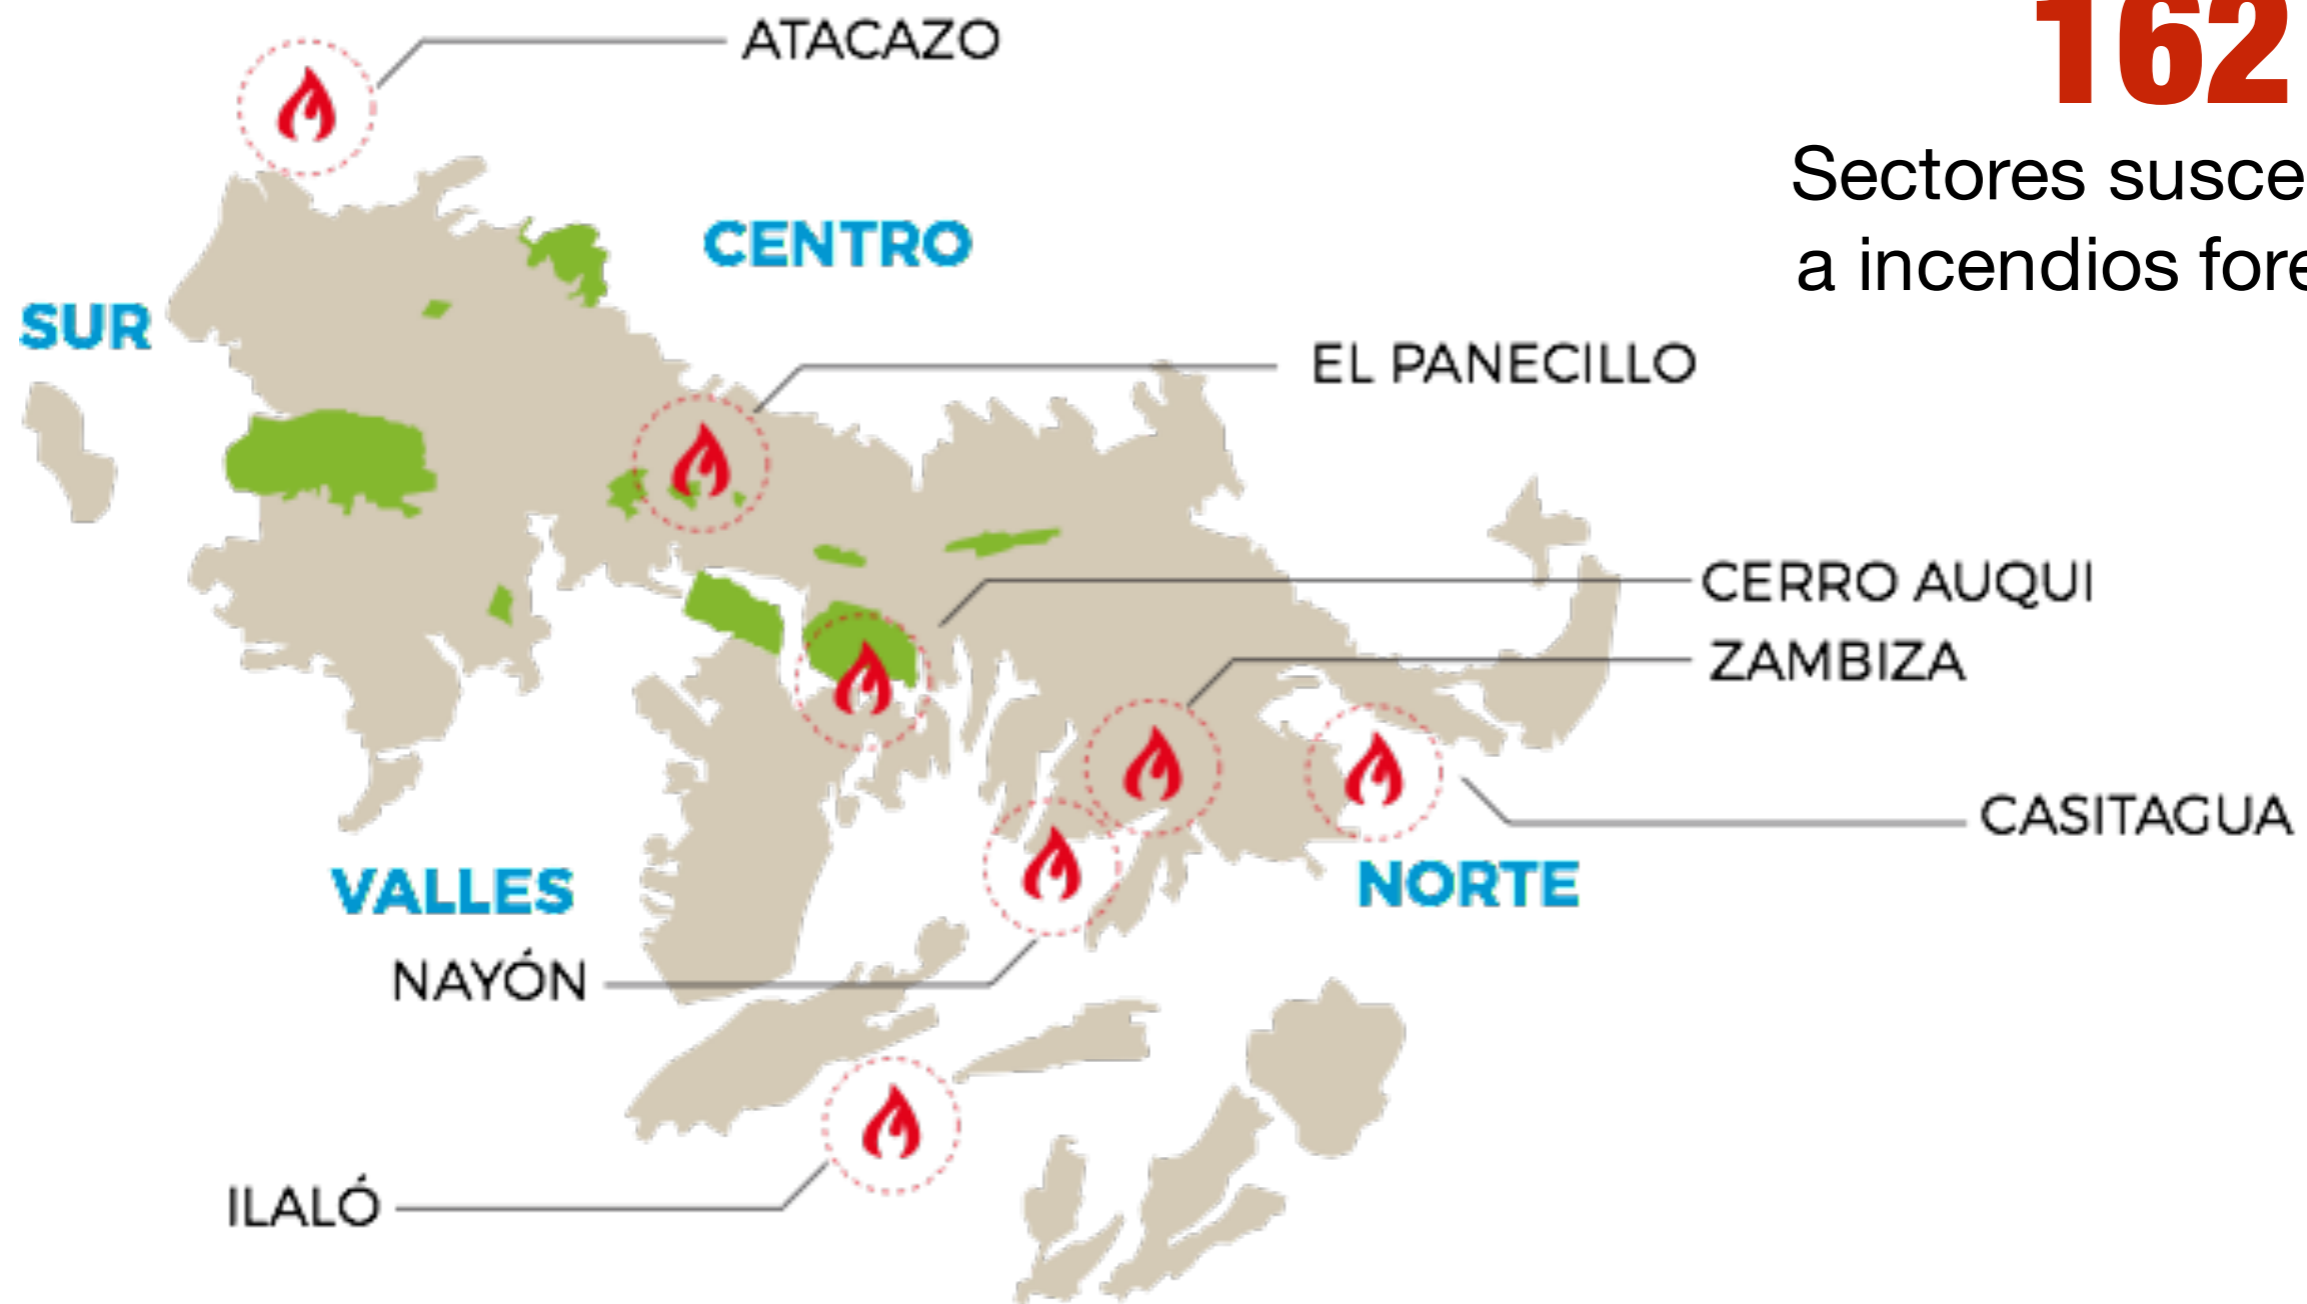 ATACAZO
162
Sectores susce
a incendios fore
CENTRO
SUR
EL PANECILLO
CERRO AUQUI
ZAMBIZA
CASITAGUA
VALLES
NORTE
NAYÓN
ILALÓ